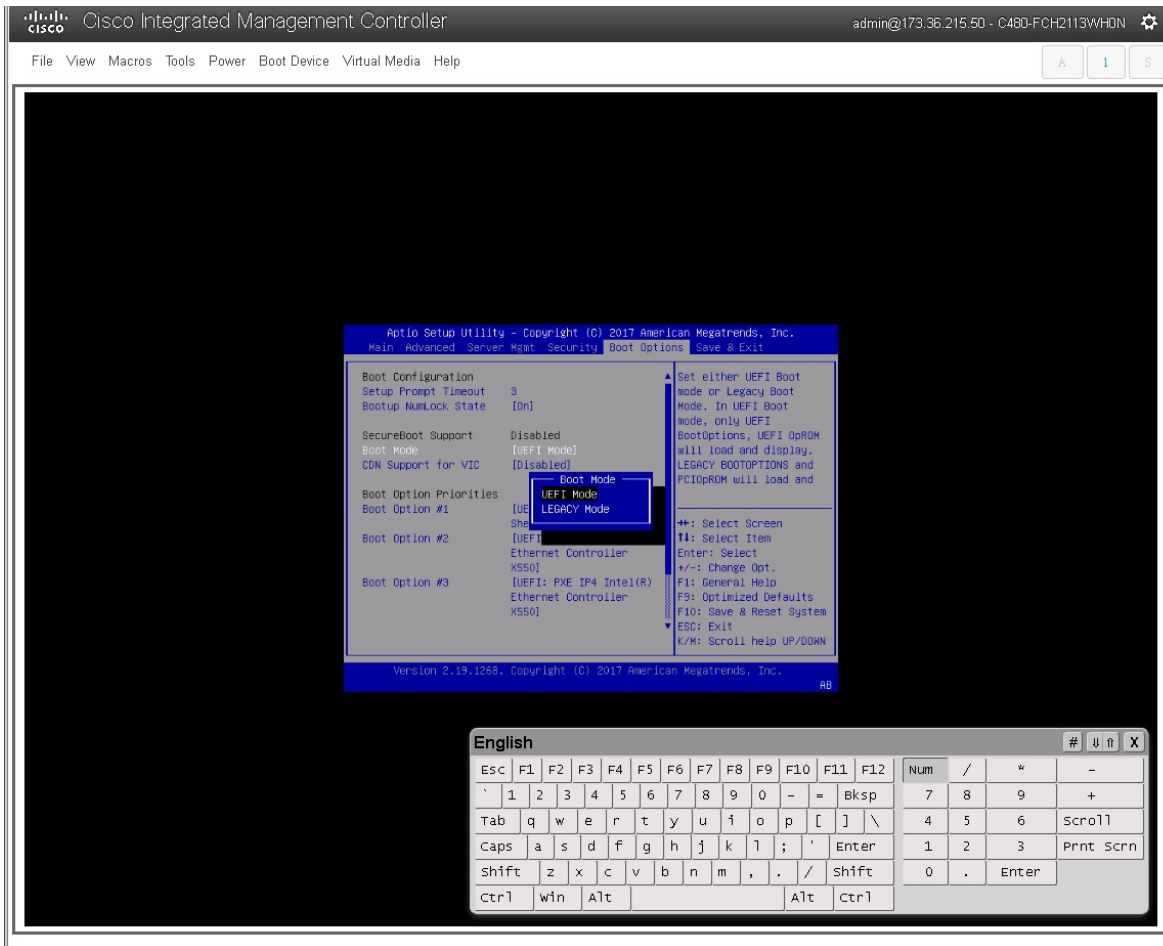 cisco Cisco Integrated Management Controller admin@173.36.215.50 - C480-FCH2113WH0N
File View Macros Tools Power Boot Device Virtual Media Help A 1 S
Aptio Setup Utility - Copyright (C) 2017 American Megatrends, Inc.
Main Advanced Server Mgmt Security Boot Options Save & Exit
Boot Configuration
Setup Prompt Timeout 3
Bootup NumLock State [On]
SecureBoot Support Disabled
Boot Mode [UEFI Mode]
CDN Support for VIC [Disabled]
Boot Option Priorities
Boot Option #1 [UE
She
Boot Option #2 [UEFI
Ethernet Controller
X550]
Boot Option #3 [UEFI: PXE IP4 Intel(R)
Ethernet Controller
X550]
Boot Mode
UEFI Mode
LEGACY Mode
Set either UEFI Boot
mode or Legacy Boot
Mode. In UEFI Boot
mode, only UEFI
BootOptions, UEFI OpROM
will load and display.
LEGACY BOOTOPTIONS and
PCIOpROM will load and
→←: Select Screen
↑↓: Select Item
Enter: Select
+/-: Change Opt.
F1: General Help
F9: Optimized Defaults
F10: Save & Reset System
ESC: Exit
K/M: Scroll help UP/DOWN
Version 2.19.1268. Copyright (C) 2017 American Megatrends, Inc.
AB
English # ⇓⇑ X
Esc F1 F2 F3 F4 F5 F6 F7 F8 F9 F10 F11 F12 Num / * -
` 1 2 3 4 5 6 7 8 9 0 - = Bksp 7 8 9 +
Tab q w e r t y u i o p [ ] \ 4 5 6 Scroll
Caps a s d f g h j k l ; ' Enter 1 2 3 Prnt Scrn
Shift z x c v b n m , . / Shift 0 . Enter
Ctrl Win Alt Alt Ctrl